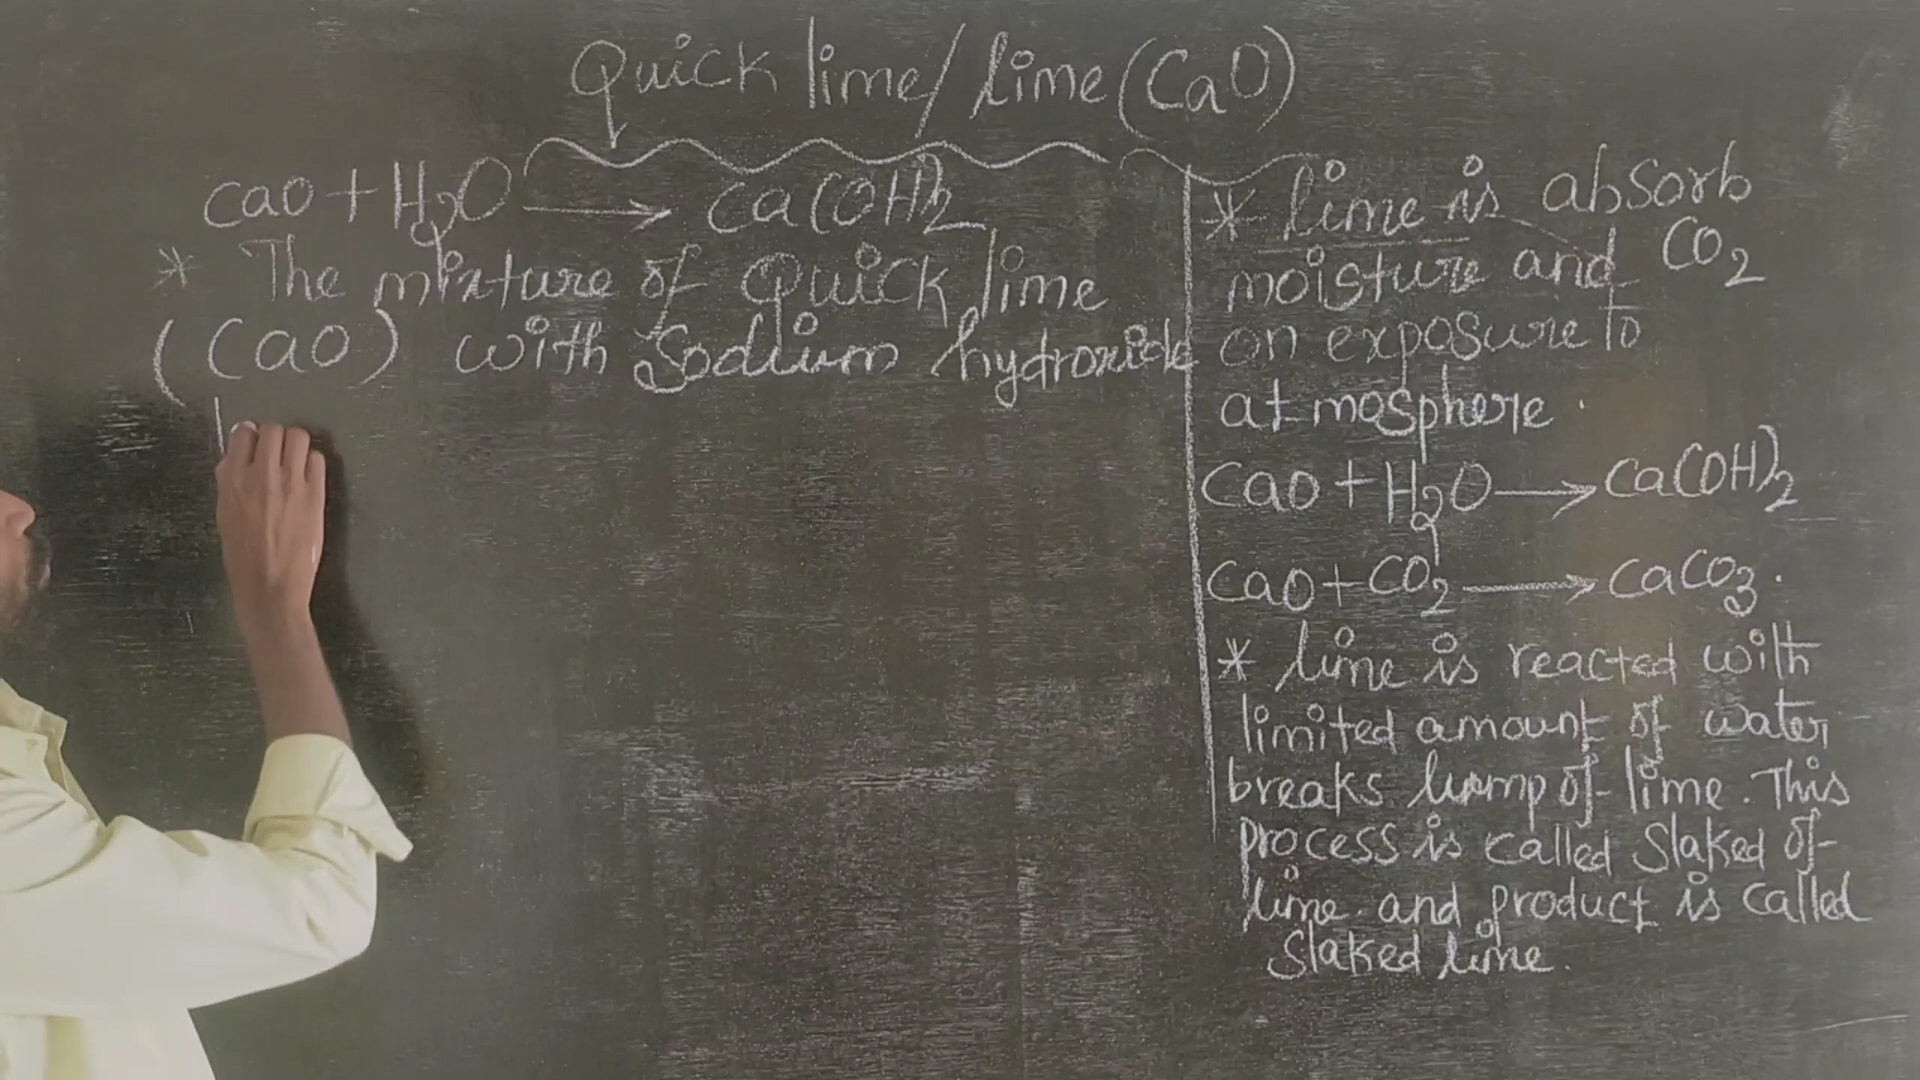 Quick lime/lime(CaO)
cao+H2O → ca(OH)2
* The mixture of Quick lime
(Cao) with Sodium hydroxide
* lime is absorb
moisture and CO2
on exposure to
atmosphere.
cao+H2O → ca(OH)2
cao+CO2 → caco3.
* lime is reacted with
limited amount of water
breaks lump of lime. This
process is called Slaked of
lime. and product is called
Slaked lime.